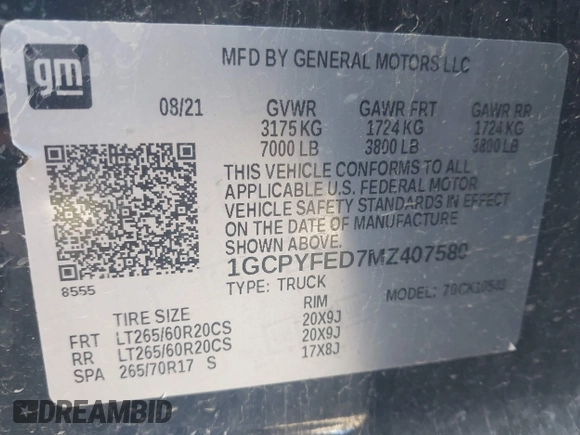 gm
MFD BY GENERAL MOTORS LLC
08/21 GVWR GAWR FRT GAWR RR
3175 KG 1724 KG 1724 KG
7000 LB 3800 LB 3800 LB
THIS VEHICLE CONFORMS TO ALL
APPLICABLE U.S. FEDERAL MOTOR
VEHICLE SAFETY STANDARDS IN EFFECT
ON THE DATE OF MANUFACTURE
SHOWN ABOVE.
8555
1GCPYFED7MZ407580
TYPE: TRUCK MODEL:
TIRE SIZE RIM
FRT LT265/60R20CS 20X9J
RR LT265/60R20CS 20X9J
SPA 265/70R17 S 17X8J
DREAMBID